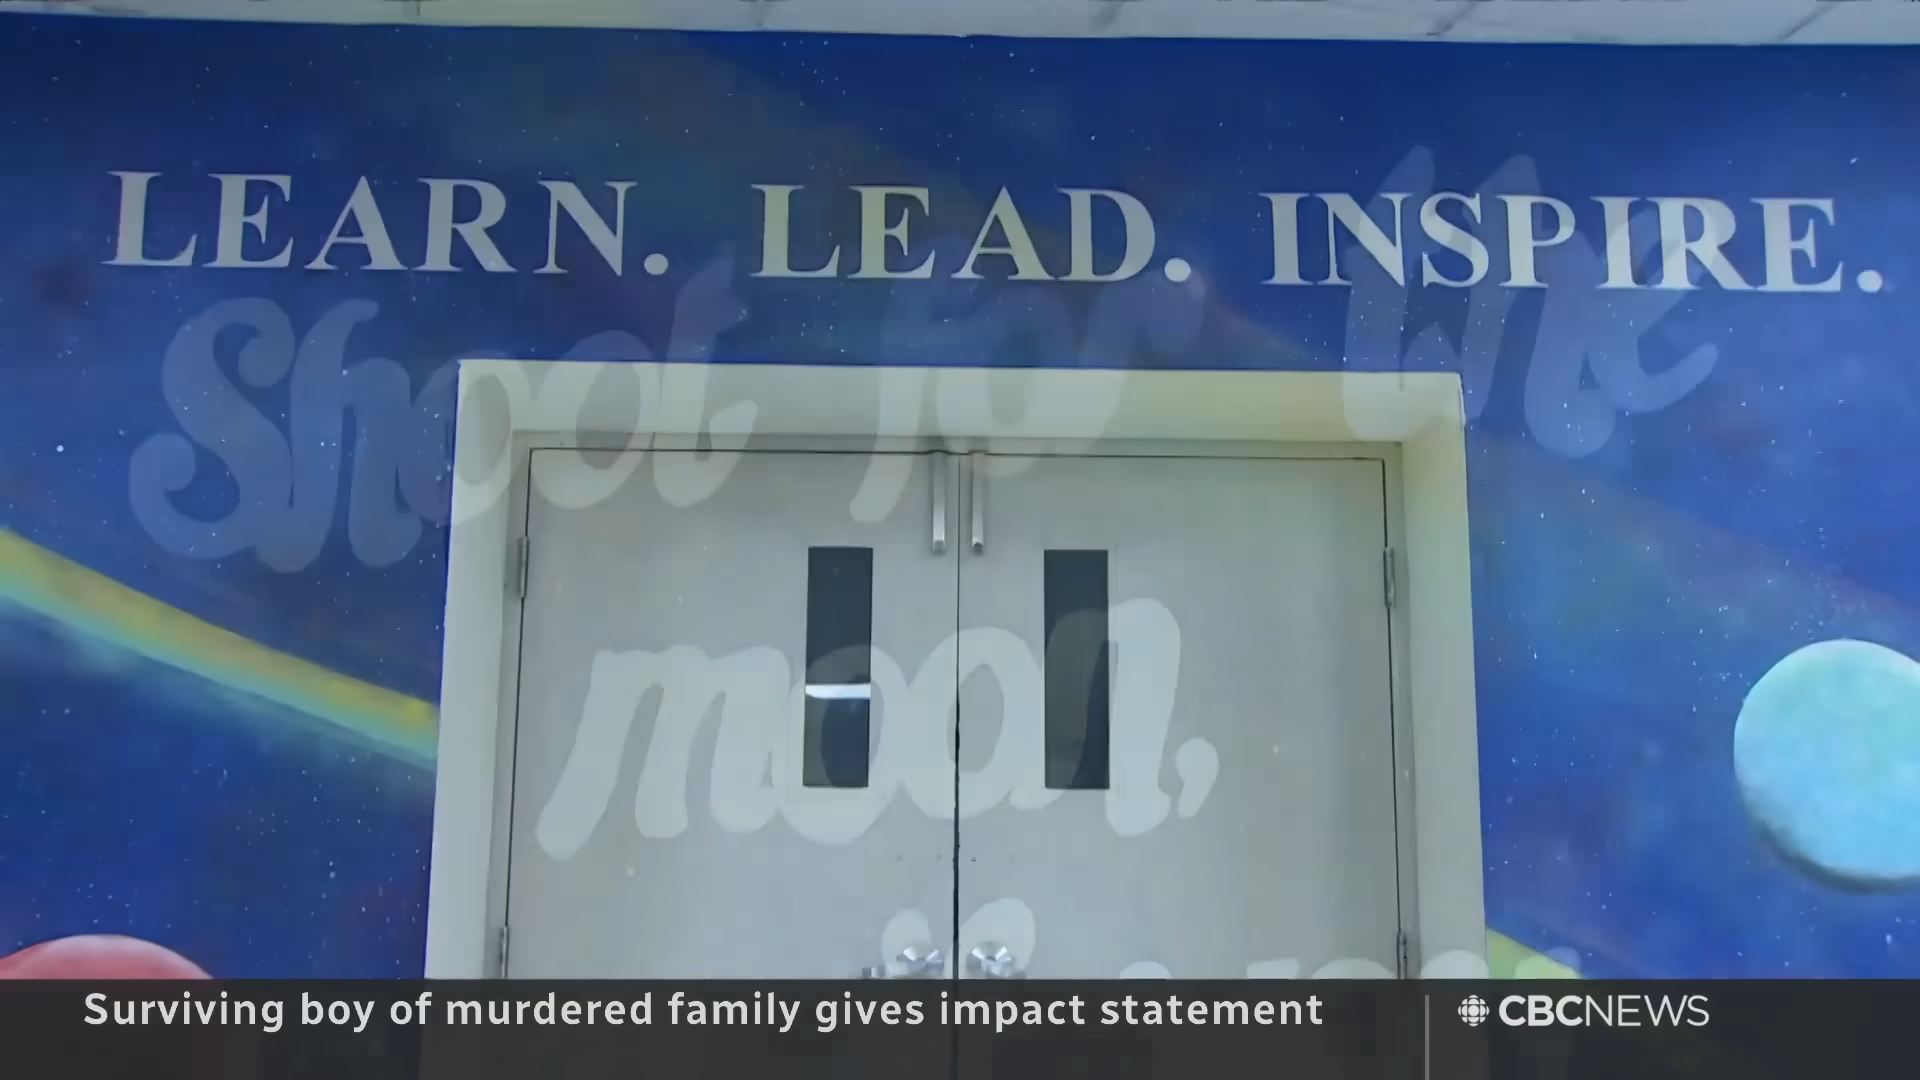 LEARN. LEAD. INSPIRE.
Shoot for the
moon,
Surviving boy of murdered family gives impact statement
CBCNEWS